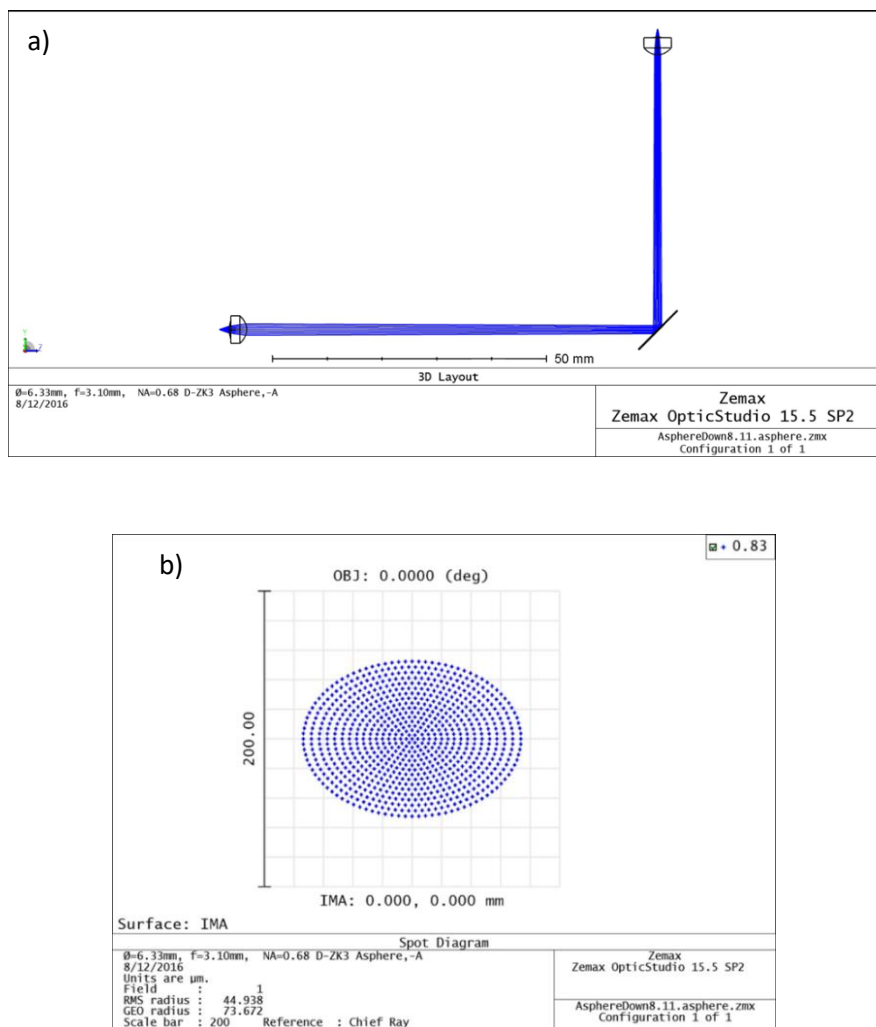 a)
Y
Z
50 mm
3D Layout
Ø=6.33mm, f=3.10mm, NA=0.68 D-ZK3 Asphere,-A
8/12/2016
Zemax
Zemax OpticStudio 15.5 SP2
AsphereDown8.11.asphere.zmx
Configuration 1 of 1
b)
0.83
OBJ: 0.0000 (deg)
200.00
IMA: 0.000, 0.000 mm
Surface: IMA
Spot Diagram
Ø=6.33mm, f=3.10mm, NA=0.68 D-ZK3 Asphere,-A
8/12/2016
Units are µm.
Field : 1
RMS radius : 44.938
GEO radius : 73.672
Scale bar : 200 Reference : Chief Ray
Zemax
Zemax OpticStudio 15.5 SP2
AsphereDown8.11.asphere.zmx
Configuration 1 of 1